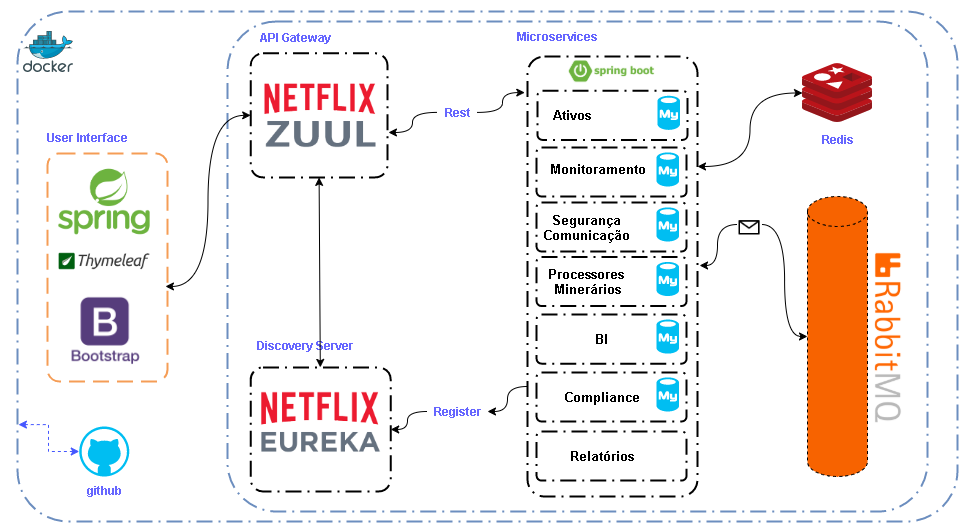 docker
User Interface
spring
Thymeleaf
B
Bootstrap
github
API Gateway
NETFLIX
ZUUL
Rest
Discovery Server
NETFLIX
EUREKA
Register
Microservices
spring boot
Ativos
My
Monitoramento
My
Segurança
Comunicação
My
Processores
Minerários
My
BI
My
Compliance
My
Relatórios
Redis
RabbitMQ